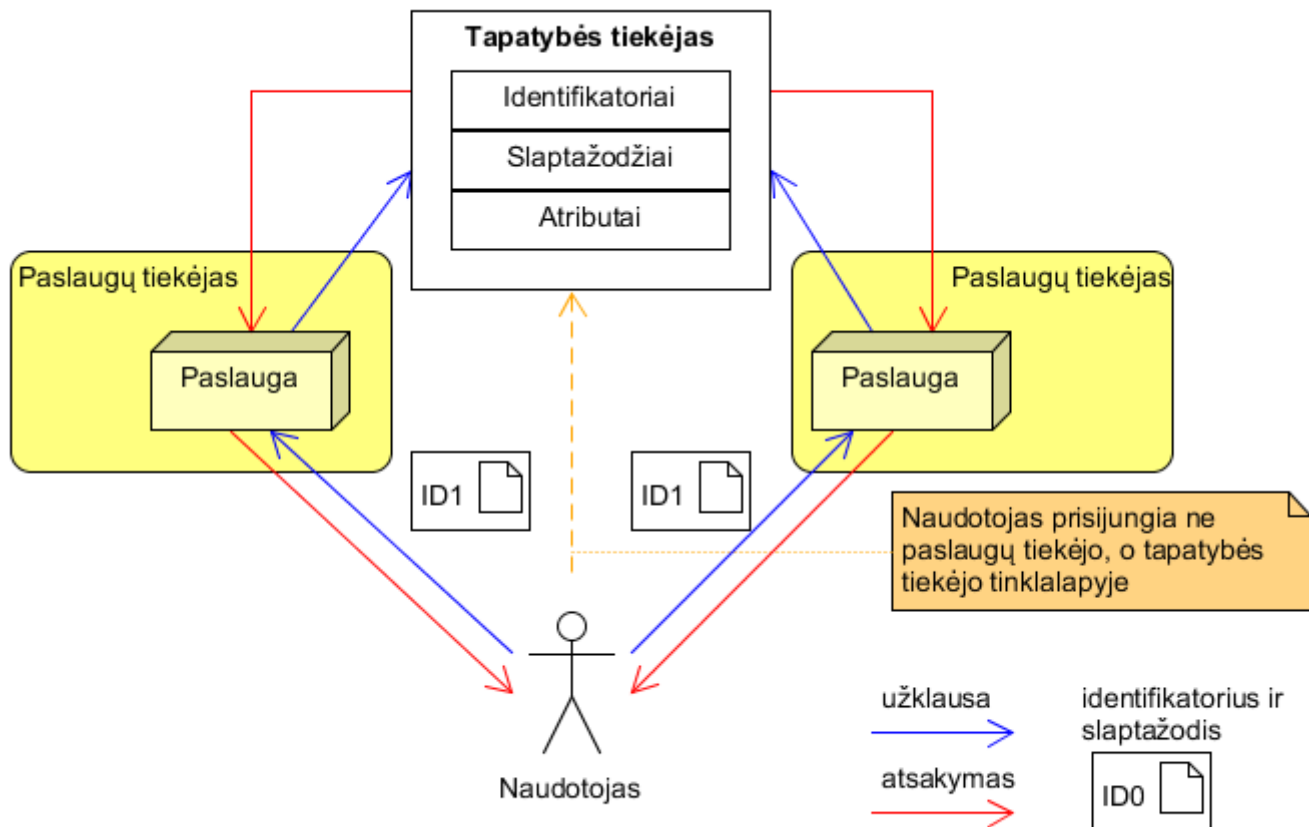 Tapatybės tiekėjas
Identifikatoriai
Slaptažodžiai
Atributai
Paslaugų tiekėjas
Paslauga
Paslaugų tiekėjas
Paslauga
ID1
ID1
Naudotojas prisijungia ne
paslaugų tiekėjo, o tapatybės
tiekėjo tinklalapyje
Naudotojas
užklausa
atsakymas
identifikatorius ir
slaptažodis
ID0